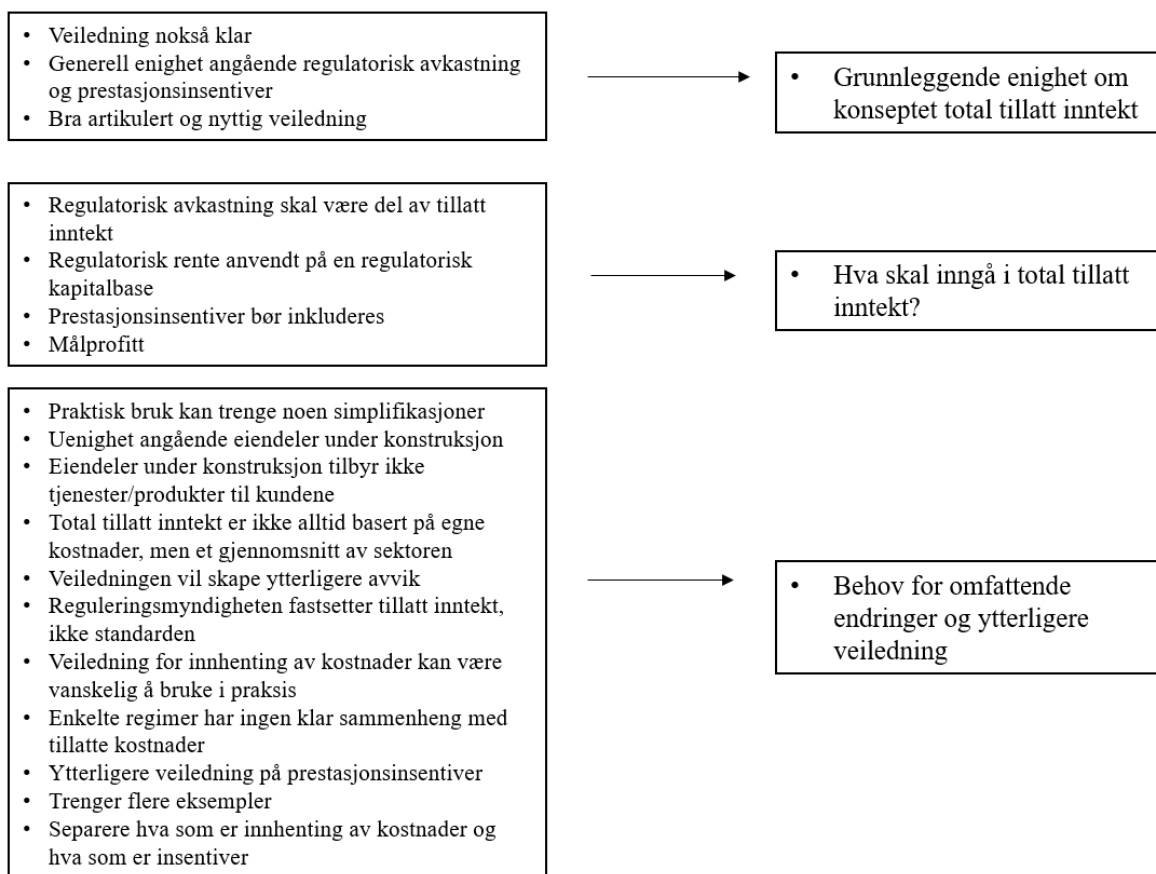 • Veiledning nokså klar
• Generell enighet angående regulatorisk avkastning
og prestasjonsinsentiver
• Bra artikulert og nyttig veiledning
• Grunnleggende enighet om
konseptet total tillatt inntekt
• Regulatorisk avkastning skal være del av tillatt
inntekt
• Regulatorisk rente anvendt på en regulatorisk
kapitalbase
• Prestasjonsinsentiver bør inkluderes
• Målprofitt
• Hva skal inngå i total tillatt
inntekt?
• Praktisk bruk kan trenge noen simplifikasjoner
• Uenighet angående eiendeler under konstruksjon
• Eiendeler under konstruksjon tilbyr ikke
tjenester/produkter til kundene
• Total tillatt inntekt er ikke alltid basert på egne
kostnader, men et gjennomsnitt av sektoren
• Veiledningen vil skape ytterligere avvik
• Reguleringsmyndigheten fastsetter tillatt inntekt,
ikke standarden
• Veiledning for innhenting av kostnader kan være
vanskelig å bruke i praksis
• Enkelte regimer har ingen klar sammenheng med
tillatte kostnader
• Ytterligere veiledning på prestasjonsinsentiver
• Trenger flere eksempler
• Separere hva som er innhenting av kostnader og
hva som er insentiver
• Behov for omfattende
endringer og ytterligere
veiledning